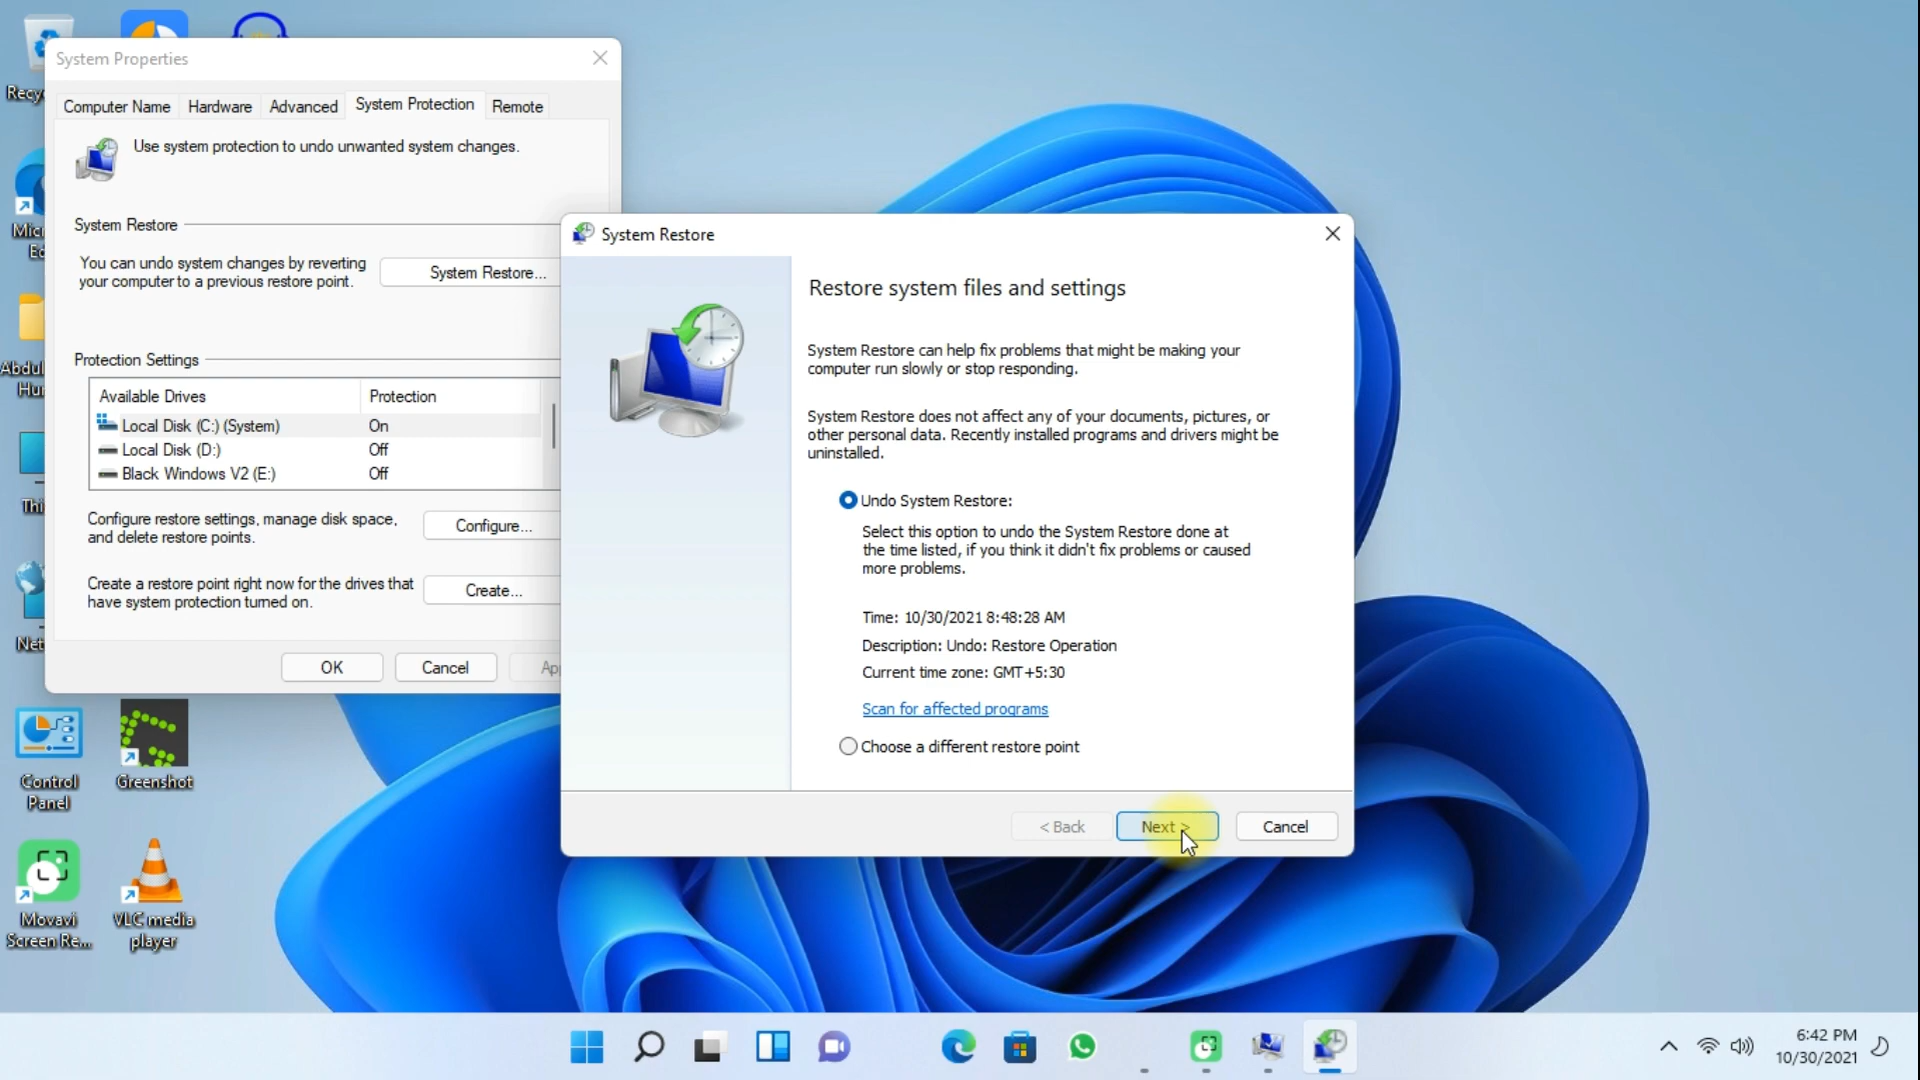 Recy
System Properties
Computer Name
Hardware
Advanced
System Protection
Remote
Use system protection to undo unwanted system changes.
System Restore
You can undo system changes by reverting
your computer to a previous restore point.
System Restore...
Protection Settings
Available Drives
Protection
Local Disk (C:) (System)
On
Local Disk (D:)
Off
Black Windows V2 (E:)
Off
Configure restore settings, manage disk space,
and delete restore points.
Configure...
Create a restore point right now for the drives that
have system protection turned on.
Create...
OK
Cancel
App
System Restore
Restore system files and settings
System Restore can help fix problems that might be making your
computer run slowly or stop responding.
System Restore does not affect any of your documents, pictures, or
other personal data. Recently installed programs and drivers might be
uninstalled.
Undo System Restore:
Select this option to undo the System Restore done at
the time listed, if you think it didn't fix problems or caused
more problems.
Time: 10/30/2021 8:48:28 AM
Description: Undo: Restore Operation
Current time zone: GMT+5:30
Scan for affected programs
Choose a different restore point
< Back
Next >
Cancel
Mic
Ed
Abdul
Hu
Thi
Net
Control
Panel
Greenshot
Movavi
Screen Re...
VLC media
player
6:42 PM
10/30/2021